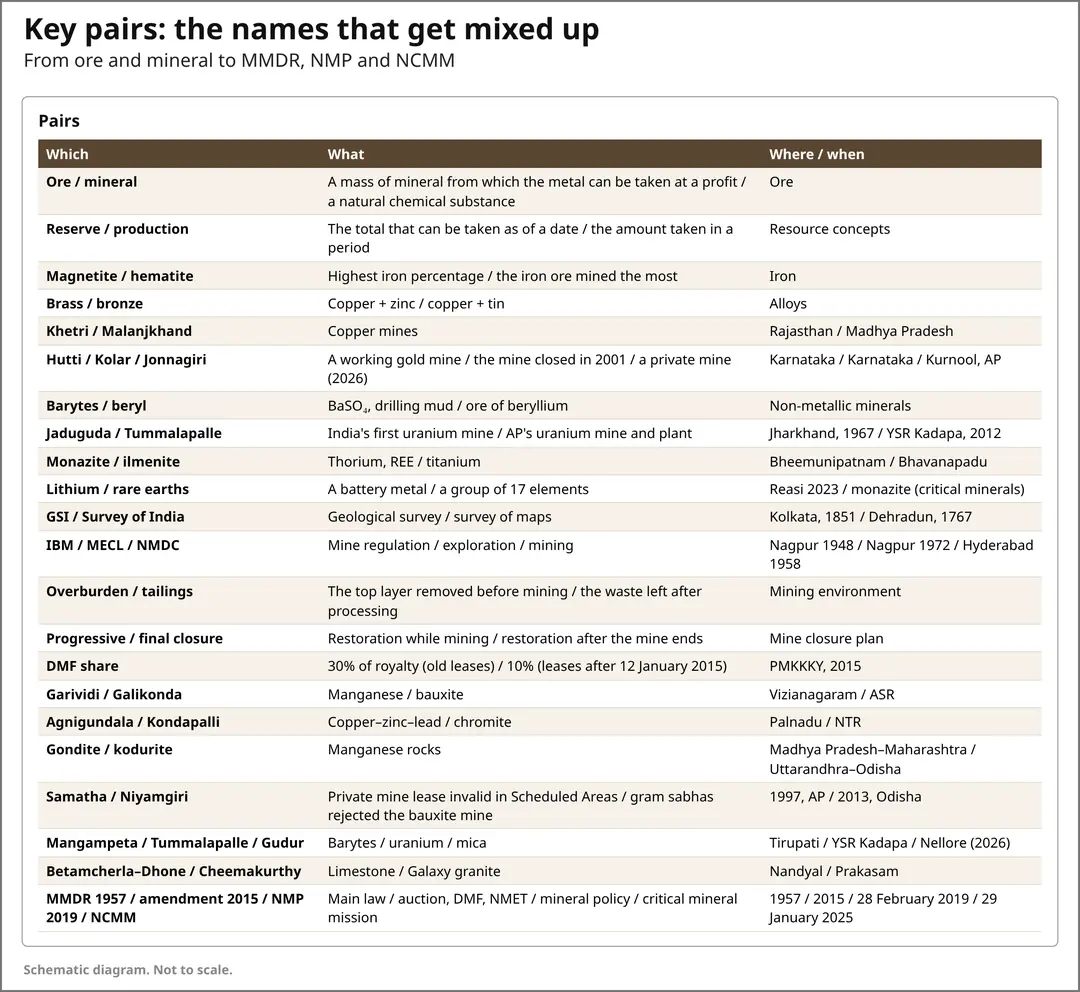 Key pairs: the names that get mixed up
From ore and mineral to MMDR, NMP and NCMM
Pairs
Which What Where / when
Ore / mineral A mass of mineral from which the metal can be taken at a profit / Ore
a natural chemical substance
Reserve / production The total that can be taken as of a date / the amount taken in a Resource concepts
period
Magnetite / hematite Highest iron percentage / the iron ore mined the most Iron
Brass / bronze Copper + zinc / copper + tin Alloys
Khetri / Malanjkhand Copper mines Rajasthan / Madhya Pradesh
Hutti / Kolar / Jonnagiri A working gold mine / the mine closed in 2001 / a private mine Karnataka / Karnataka / Kurnool, AP
(2026)
Barytes / beryl BaSO₄, drilling mud / ore of beryllium Non-metallic minerals
Jaduguda / Tummalapalle India's first uranium mine / AP's uranium mine and plant Jharkhand, 1967 / YSR Kadapa, 2012
Monazite / ilmenite Thorium, REE / titanium Bheemunipatnam / Bhavanapadu
Lithium / rare earths A battery metal / a group of 17 elements Reasi 2023 / monazite (critical minerals)
GSI / Survey of India Geological survey / survey of maps Kolkata, 1851 / Dehradun, 1767
IBM / MECL / NMDC Mine regulation / exploration / mining Nagpur 1948 / Nagpur 1972 / Hyderabad
1958
Overburden / tailings The top layer removed before mining / the waste left after Mining environment
processing
Progressive / final closure Restoration while mining / restoration after the mine ends Mine closure plan
DMF share 30% of royalty (old leases) / 10% (leases after 12 January 2015) PMKKKY, 2015
Garividi / Galikonda Manganese / bauxite Vizianagaram / ASR
Agnigundala / Kondapalli Copper–zinc–lead / chromite Palnadu / NTR
Gondite / kodurite Manganese rocks Madhya Pradesh–Maharashtra /
Uttarandhra–Odisha
Samatha / Niyamgiri Private mine lease invalid in Scheduled Areas / gram sabhas 1997, AP / 2013, Odisha
rejected the bauxite mine
Mangampeta / Tummalapalle / Gudur Barytes / uranium / mica Tirupati / YSR Kadapa / Nellore (2026)
Betamcherla–Dhone / Cheemakurthy Limestone / Galaxy granite Nandyal / Prakasam
MMDR 1957 / amendment 2015 / NMP Main law / auction, DMF, NMET / mineral policy / critical mineral 1957 / 2015 / 28 February 2019 / 29
2019 / NCMM mission January 2025
Schematic diagram. Not to scale.